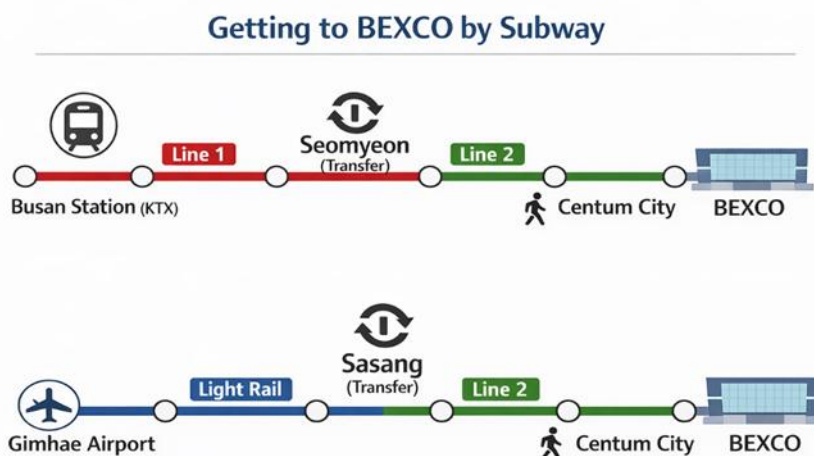 Getting to BEXCO by Subway
Line 1
Seomyeon
(Transfer)
Line 2
Busan Station (KTX)
Centum City
BEXCO
Sasang
(Transfer)
Light Rail
Line 2
Gimhae Airport
Centum City
BEXCO